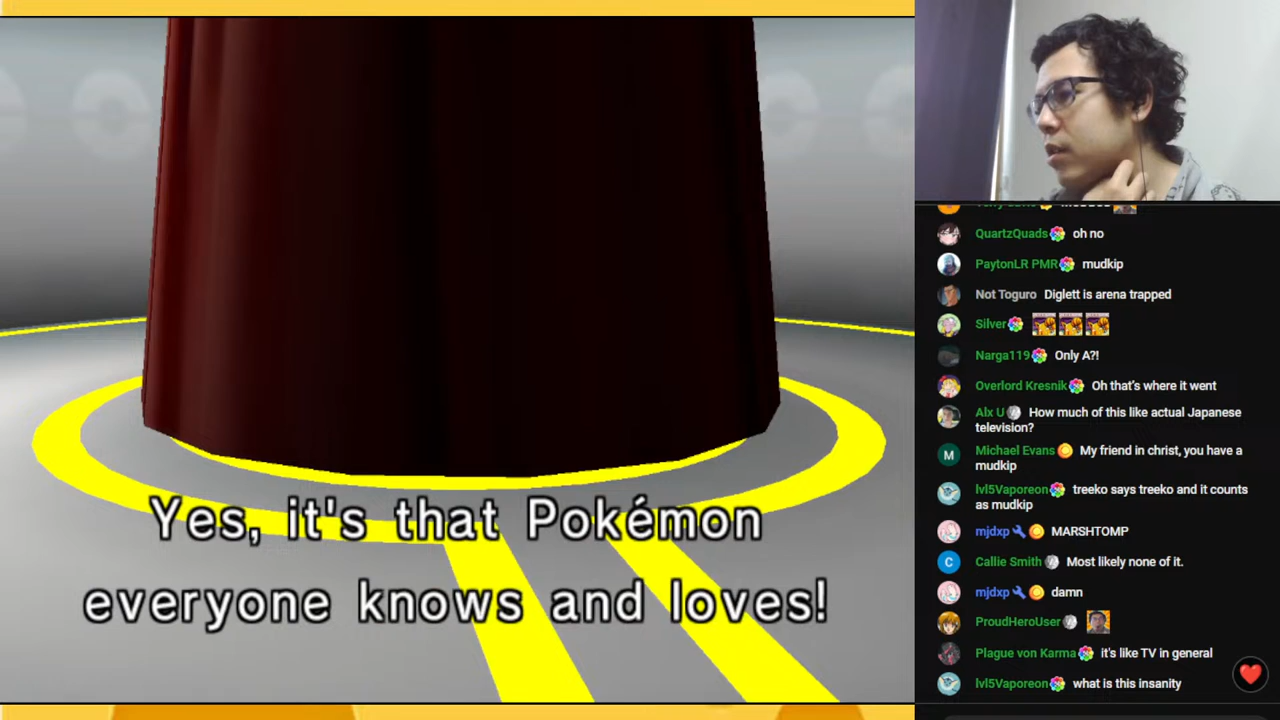 Yes, it's that Pokémon
everyone knows and loves!
QuartzQuads oh no
PaytonLR PMR mudkip
Not Toguro Diglett is arena trapped
Silver
Narga119 Only A?!
Overlord Kresnik Oh that's where it went
Alx U How much of this like actual Japanese
television?
M Michael Evans My friend in christ, you have a
mudkip
lvl5Vaporeon treeko says treeko and it counts
as mudkip
mjdxp MARSHTOMP
C Callie Smith Most likely none of it.
mjdxp damn
ProudHeroUser
Plague von Karma it's like TV in general
lvl5Vaporeon what is this insanity